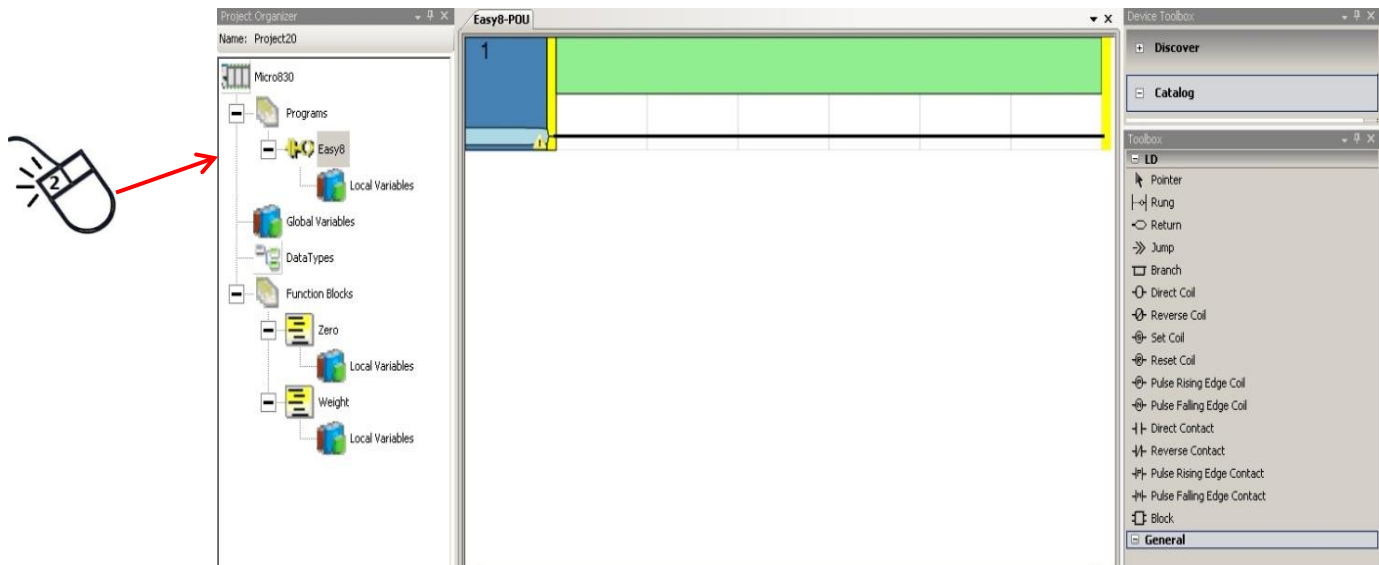 2
Project Organizer
Name: Project20
Micro830
Programs
Easy8
Local Variables
Global Variables
DataTypes
Function Blocks
Zero
Local Variables
Weight
Local Variables
Easy8-POU
1
Device Toolbox
Discover
Catalog
Toolbox
LD
Pointer
Rung
Return
Jump
Branch
Direct Coil
Reverse Coil
Set Coil
Reset Coil
Pulse Rising Edge Coil
Pulse Falling Edge Coil
Direct Contact
Reverse Contact
Pulse Rising Edge Contact
Pulse Falling Edge Contact
Block
General